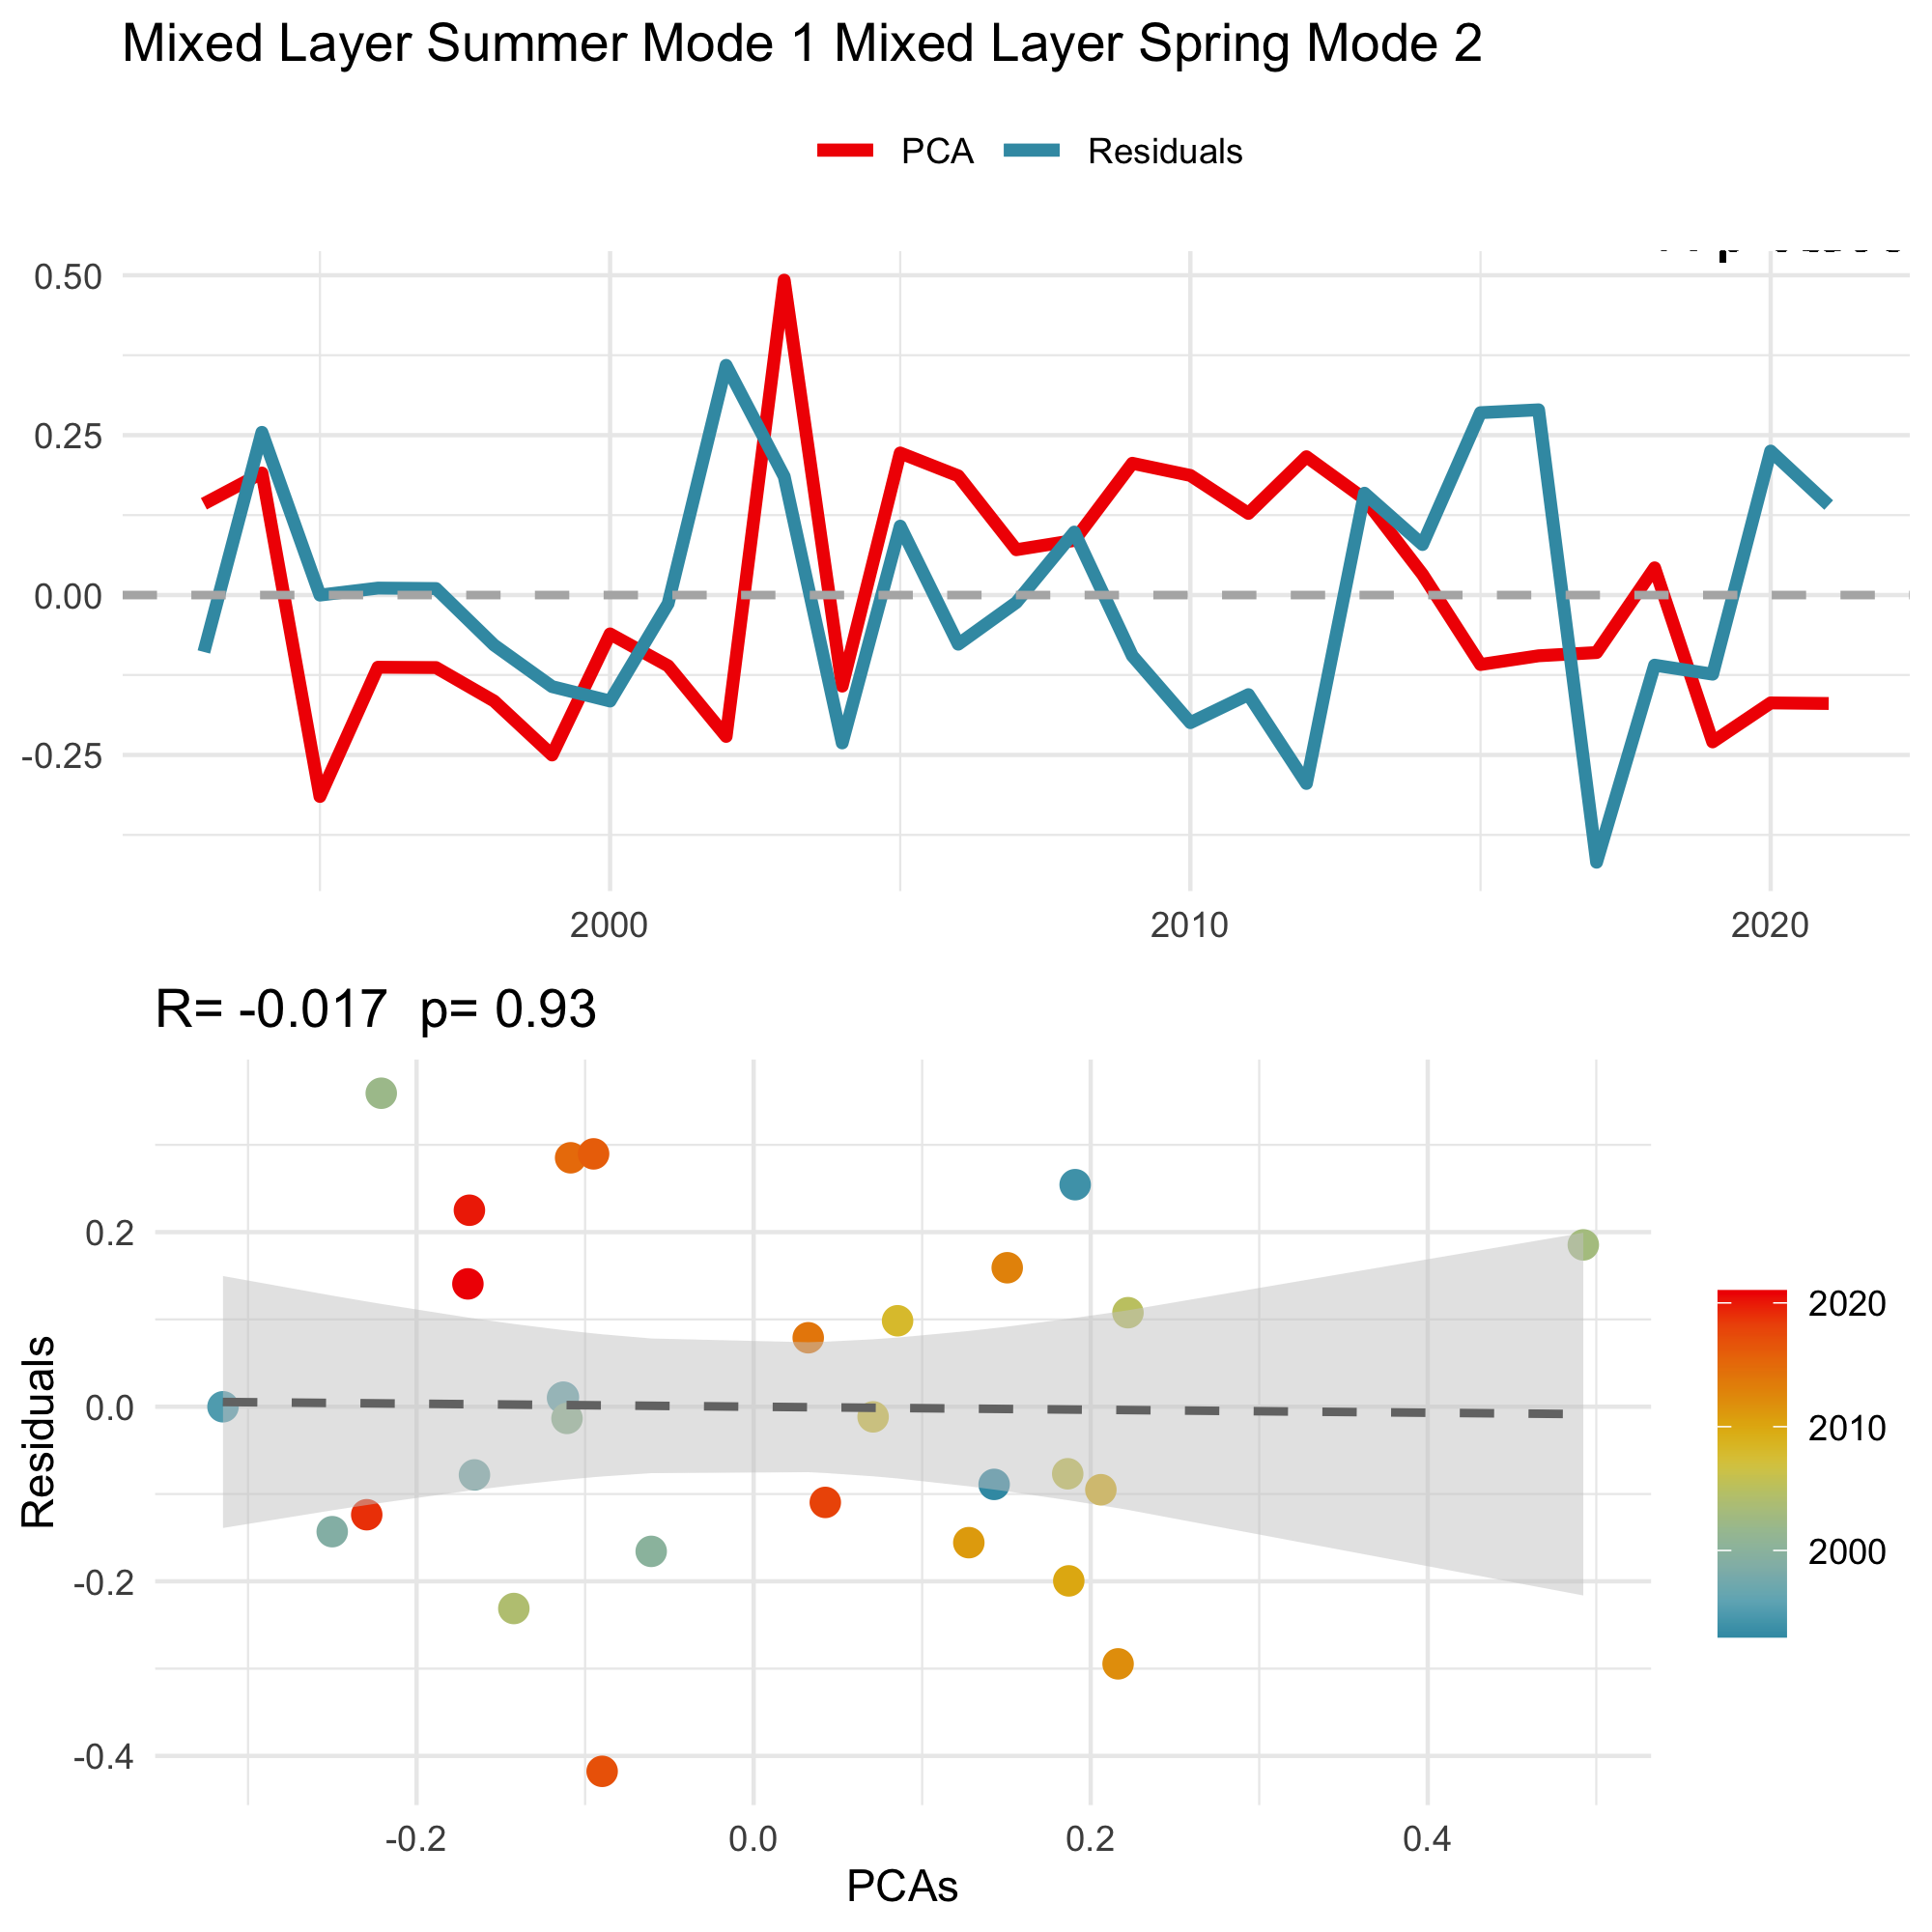 Mixed Layer Summer Mode 1 Mixed Layer Spring Mode 2
PCA Residuals
0.50
0.25
0.00
-0.25
2000 2010 2020
R= -0.017 p= 0.93
Residuals
0.2
0.0
-0.2
-0.4
-0.2 0.0 0.2 0.4
PCAs
2020
2010
2000